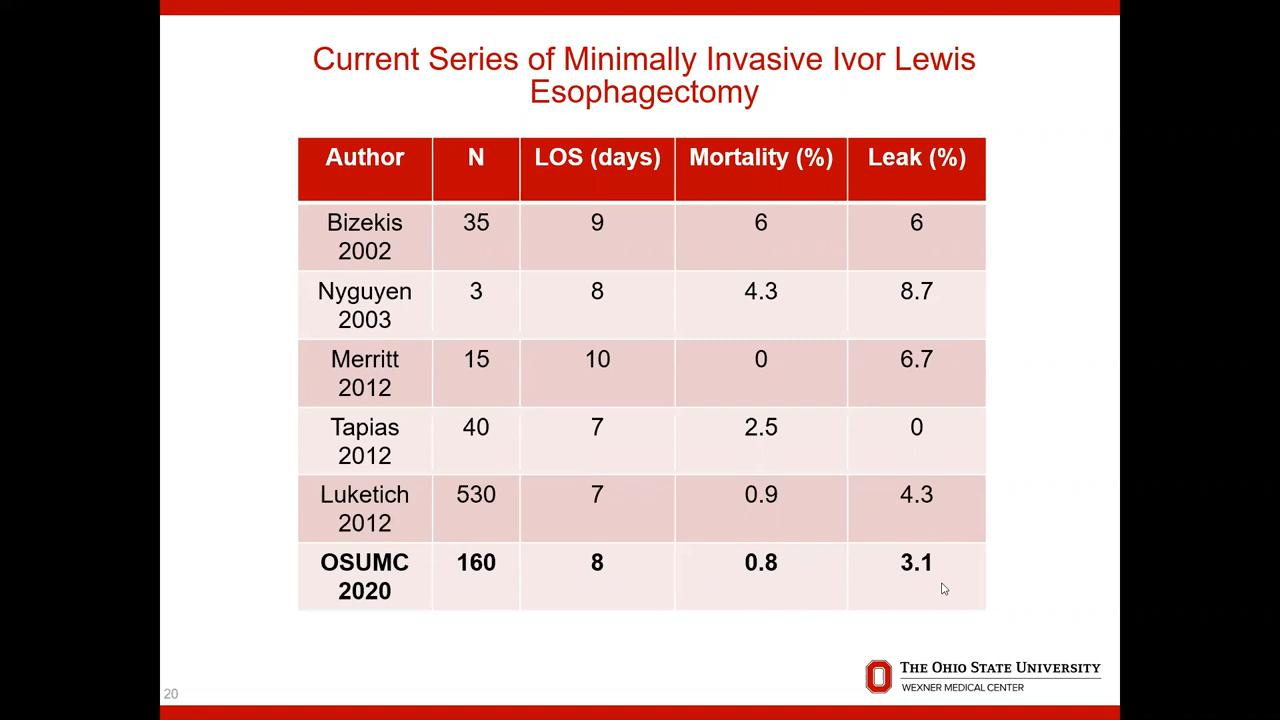 Current Series of Minimally Invasive Ivor Lewis
Esophagectomy
Author N LOS (days) Mortality (%) Leak (%)
Bizekis 35 9 6 6
2002
Nyguyen 3 8 4.3 8.7
2003
Merritt 15 10 0 6.7
2012
Tapias 40 7 2.5 0
2012
Luketich 530 7 0.9 4.3
2012
OSUMC 160 8 0.8 3.1
2020
THE OHIO STATE UNIVERSITY
WEXNER MEDICAL CENTER
20